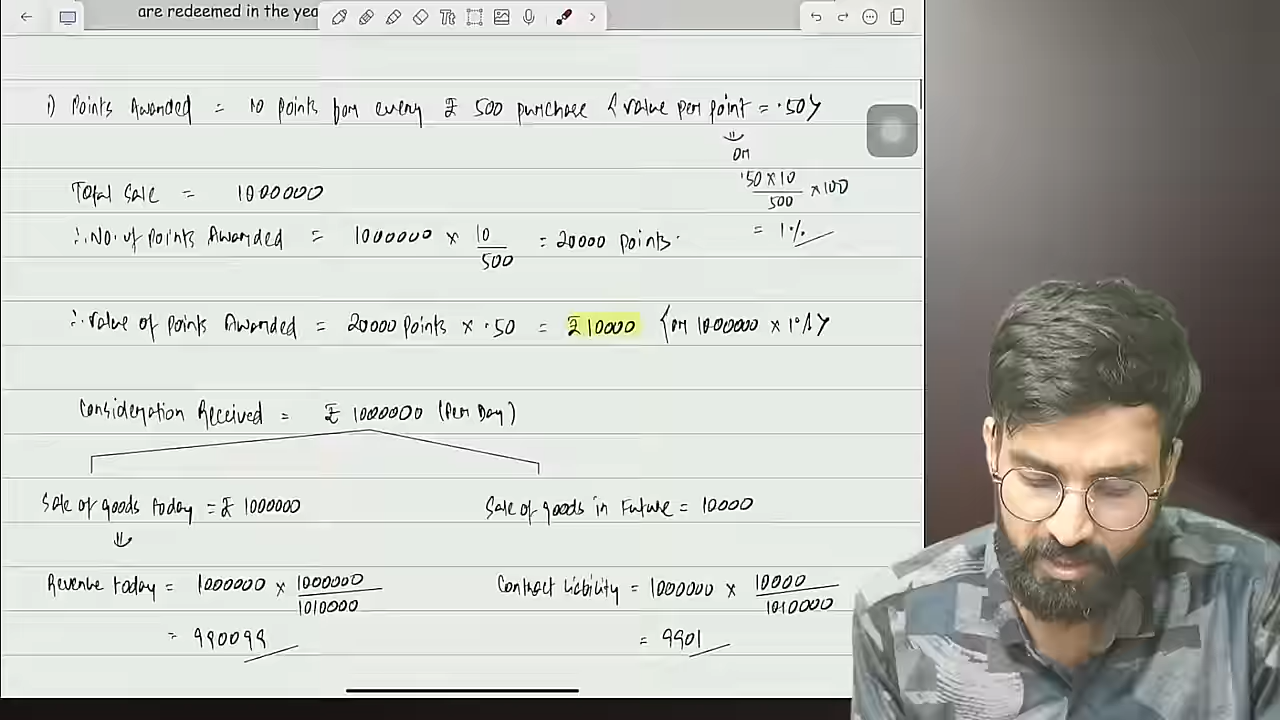 are redeemed in the yea
1) Points Awarded = 10 points for every ₹ 500 purchase {value per point = .50}
or
Total Sale = 1000000
.50 X 10 / 500 X 100
= 1%
∴ No. of points Awarded = 1000000 × 10 / 500 = 20000 points.
∴ Value of points Awarded = 20000 points × .50 = ₹ 10000 {or 1000000 × 1%}
Consideration Received = ₹ 1000000 (Per Day)
Sale of goods today = ₹ 1000000
Sale of goods in Future = 10000
Revenue today = 1000000 × 1000000 / 1010000
= 990099
Contract Liability = 1000000 × 10000 / 1010000
= 9901